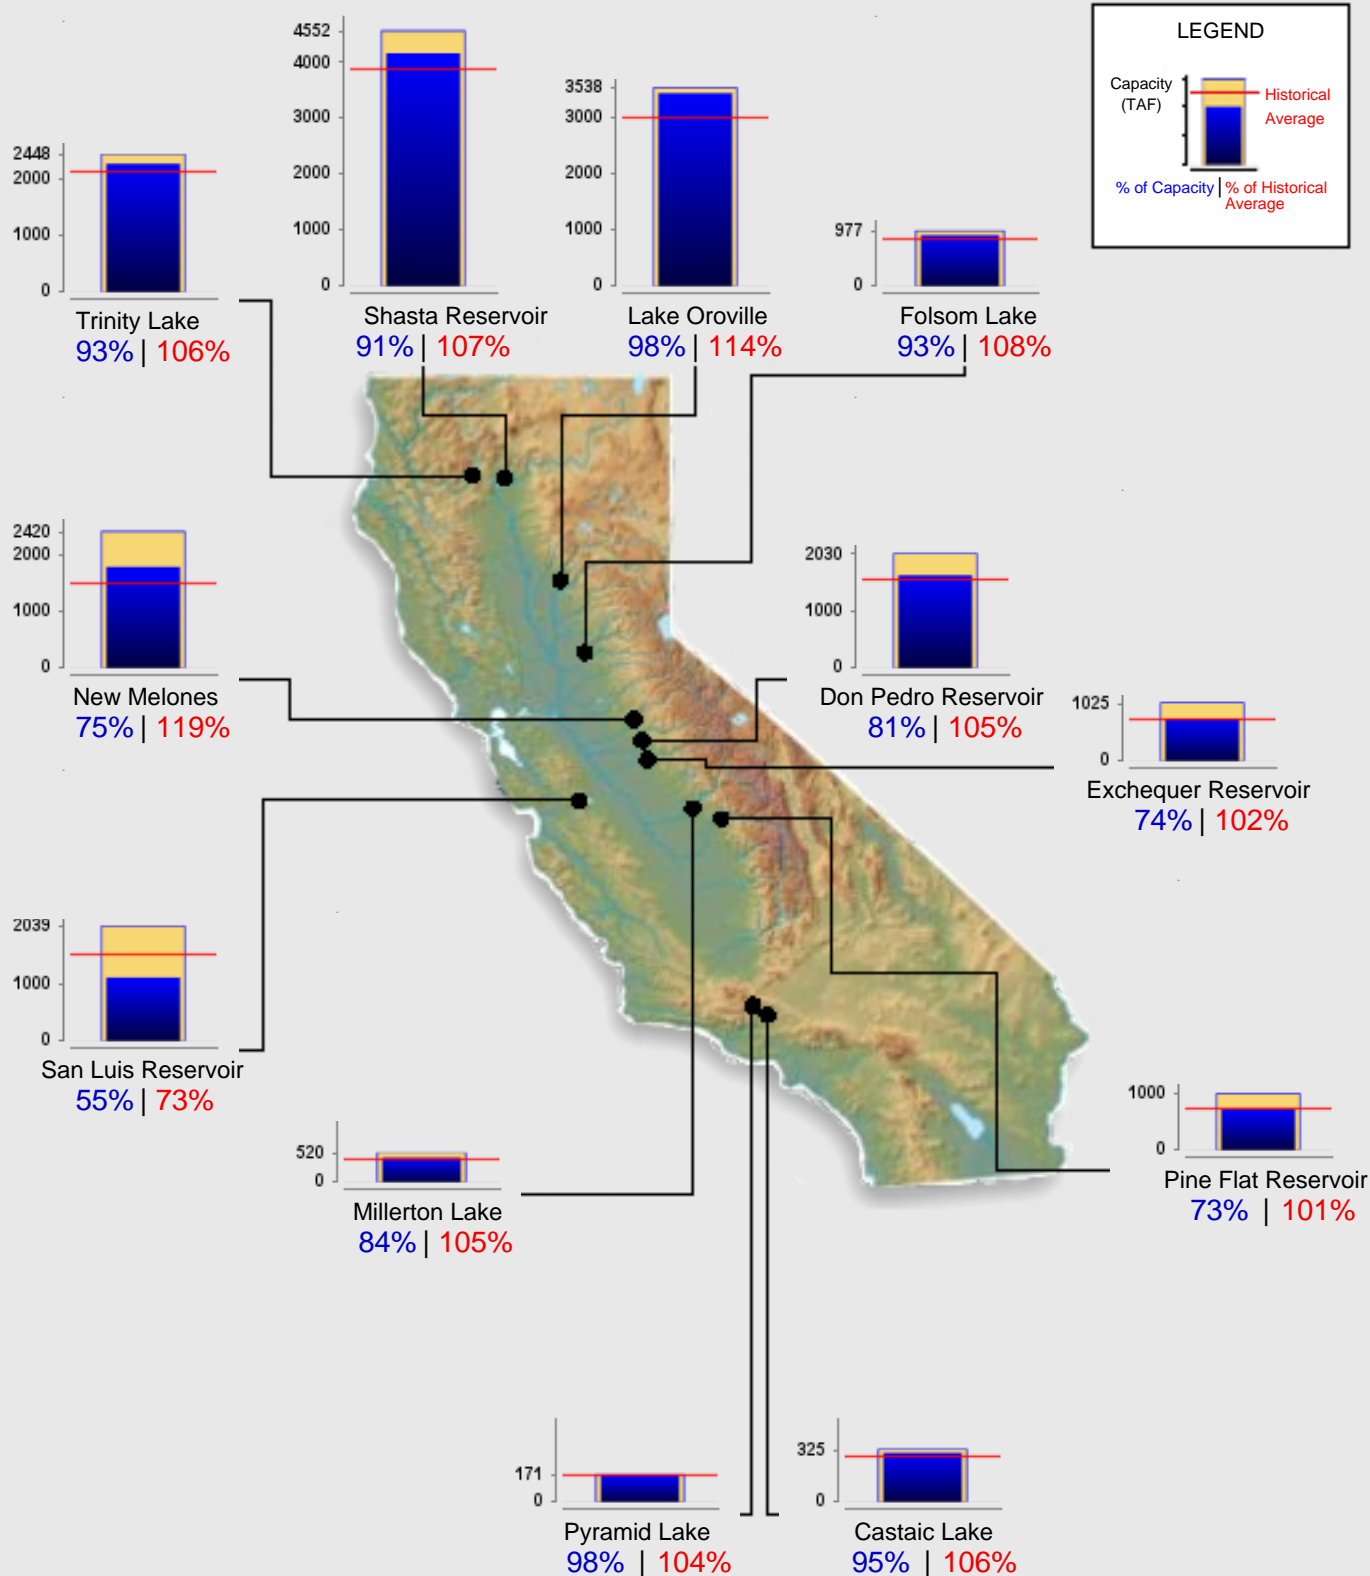 LEGEND
Capacity
(TAF)
Historical
Average
% of Capacity | % of Historical
Average
4552
4000
3000
2000
1000
0
Shasta Reservoir
91% | 107%
3538
3000
2000
1000
0
Lake Oroville
98% | 114%
2448
2000
1000
0
Trinity Lake
93% | 106%
977
0
Folsom Lake
93% | 108%
2420
2000
1000
0
New Melones
75% | 119%
2030
1000
0
Don Pedro Reservoir
81% | 105%
1025
0
Exchequer Reservoir
74% | 102%
2039
1000
0
San Luis Reservoir
55% | 73%
520
0
Millerton Lake
84% | 105%
1000
0
Pine Flat Reservoir
73% | 101%
171
0
Pyramid Lake
98% | 104%
325
0
Castaic Lake
95% | 106%